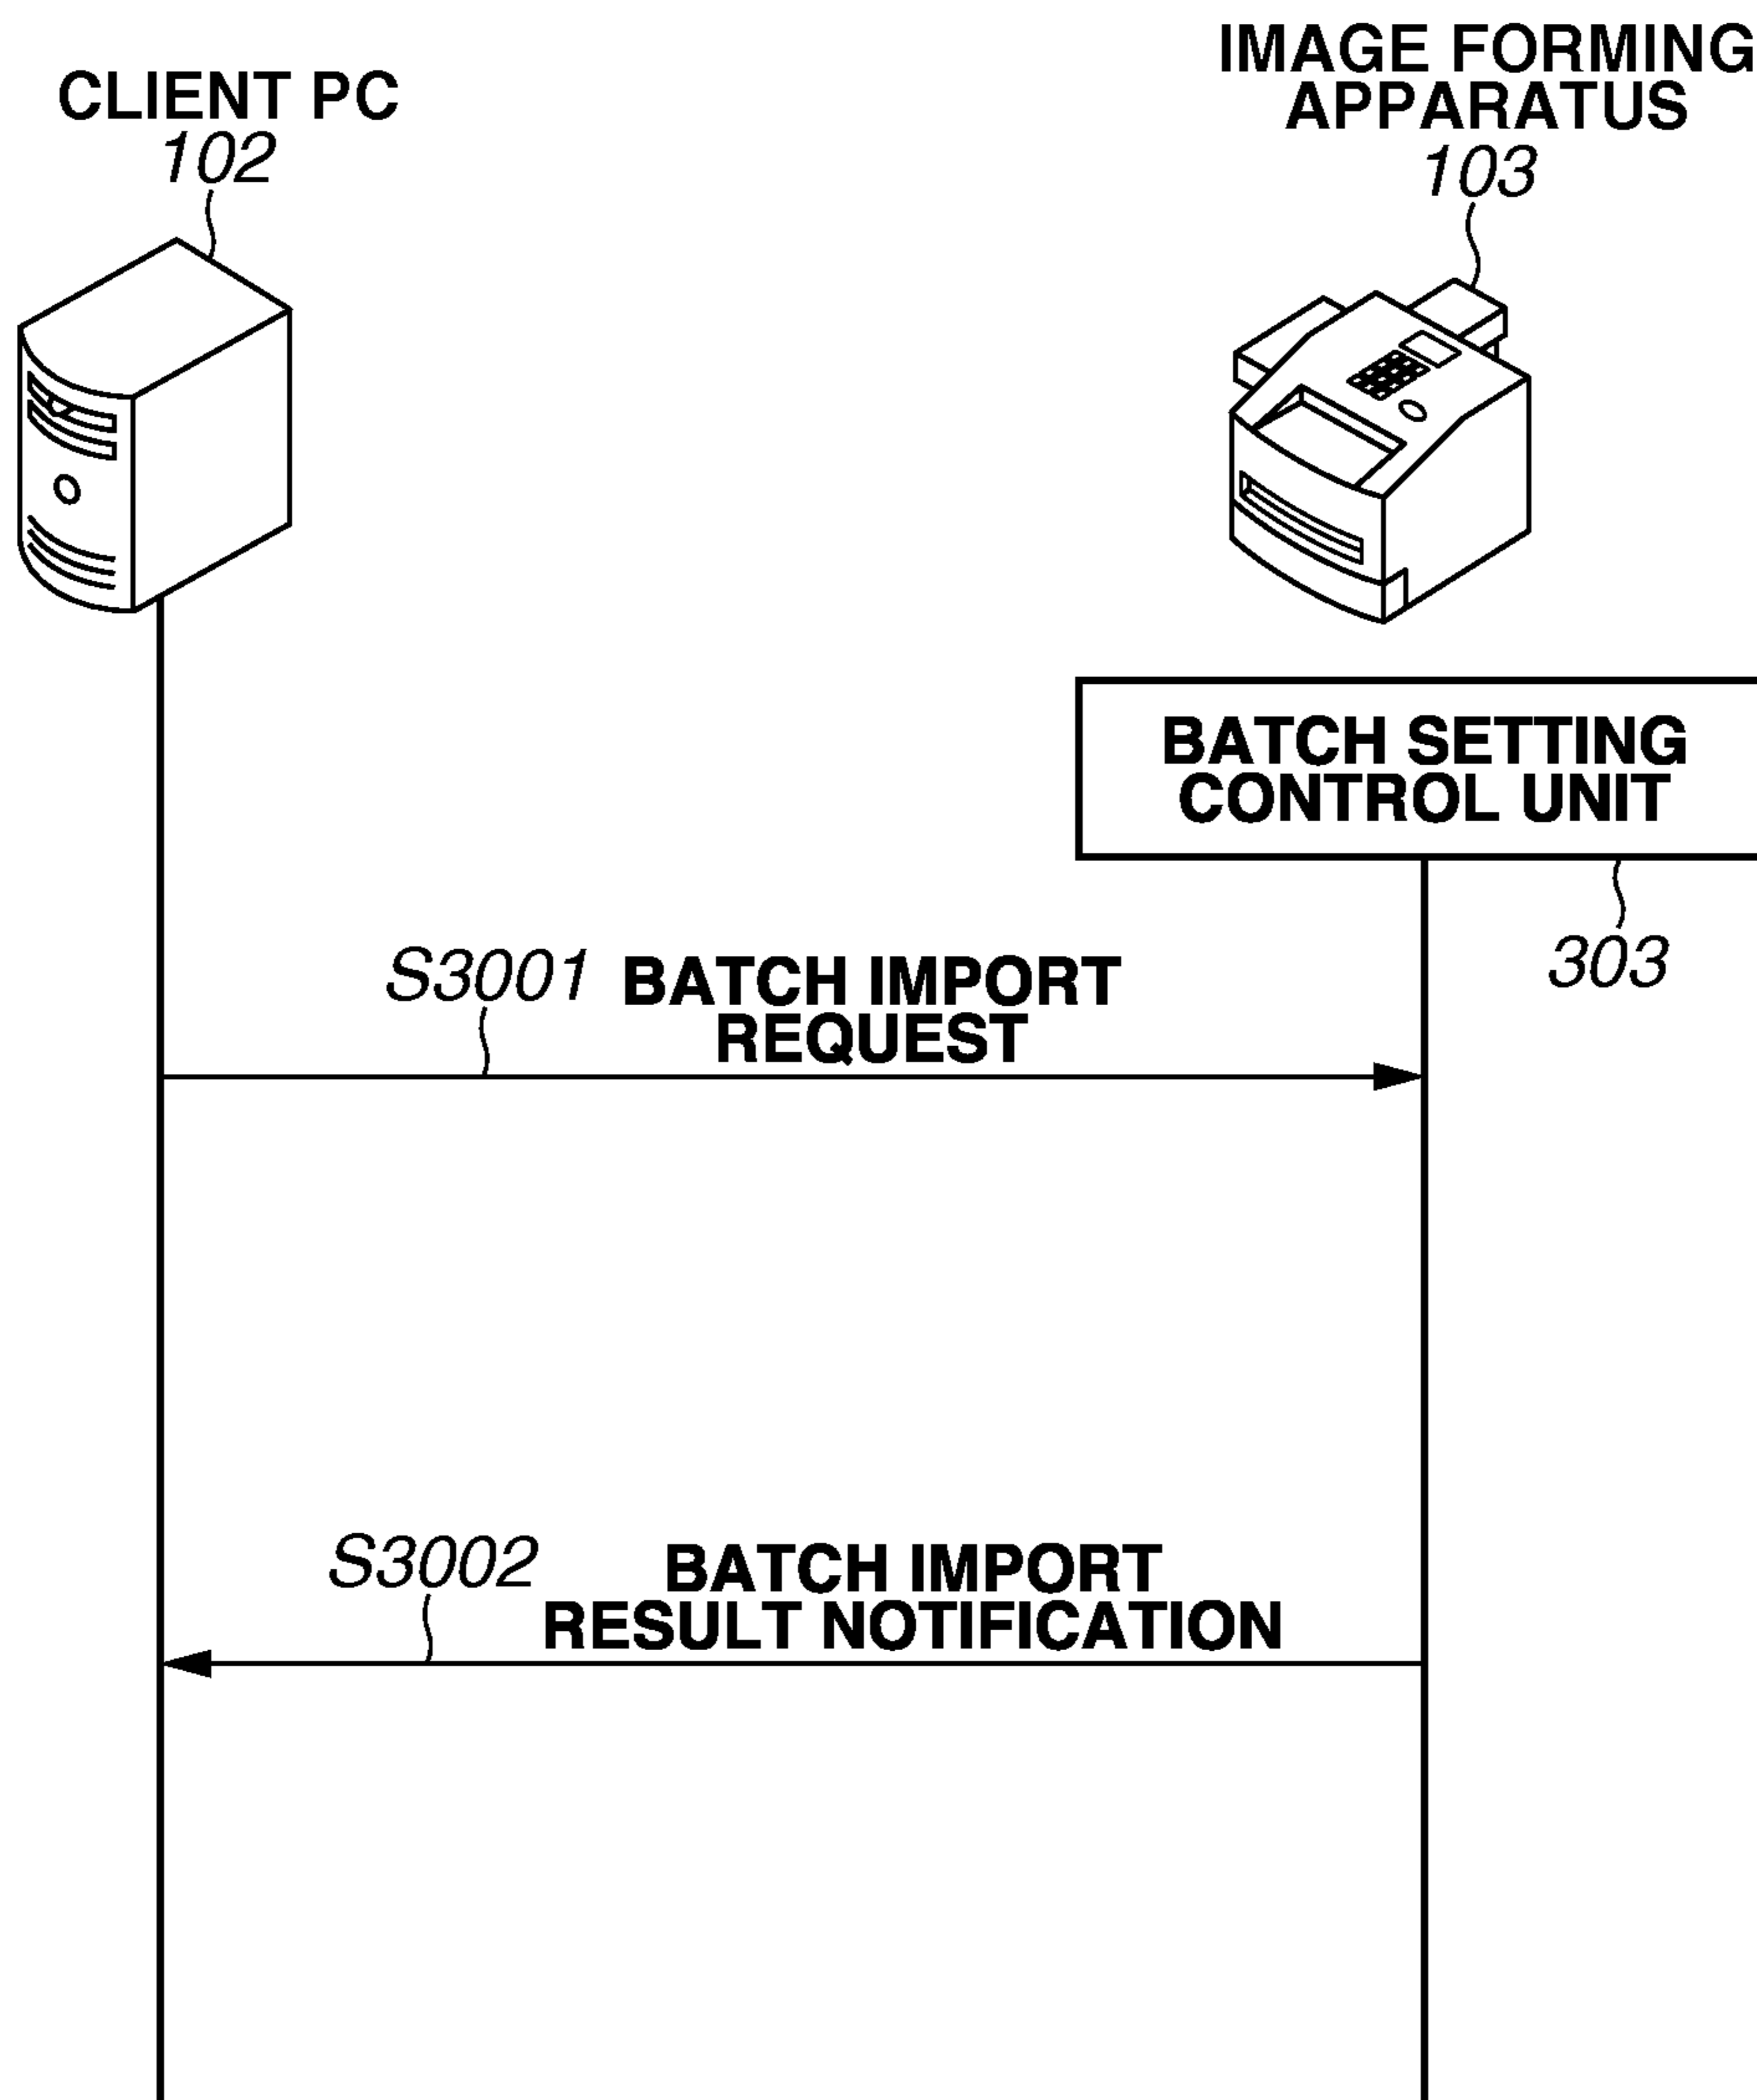 CLIENT PC
102
IMAGE FORMING
APPARATUS
103
BATCH SETTING
CONTROL UNIT
303
S3001
BATCH IMPORT
REQUEST
S3002
BATCH IMPORT
RESULT NOTIFICATION